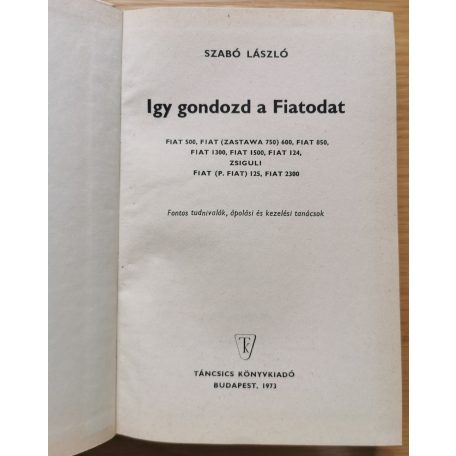 SZABÓ LÁSZLÓ
Igy gondozd a Fiatodat
FIAT 500, FIAT (ZASTAWA 750) 600, FIAT 850,
FIAT 1300, FIAT 1500, FIAT 124,
ZSIGULI
FIAT (P. FIAT) 125, FIAT 2300
Fontos tudnivalók, ápolási és kezelési tanácsok
TK
TÁNCSICS KÖNYVKIADÓ
BUDAPEST, 1973